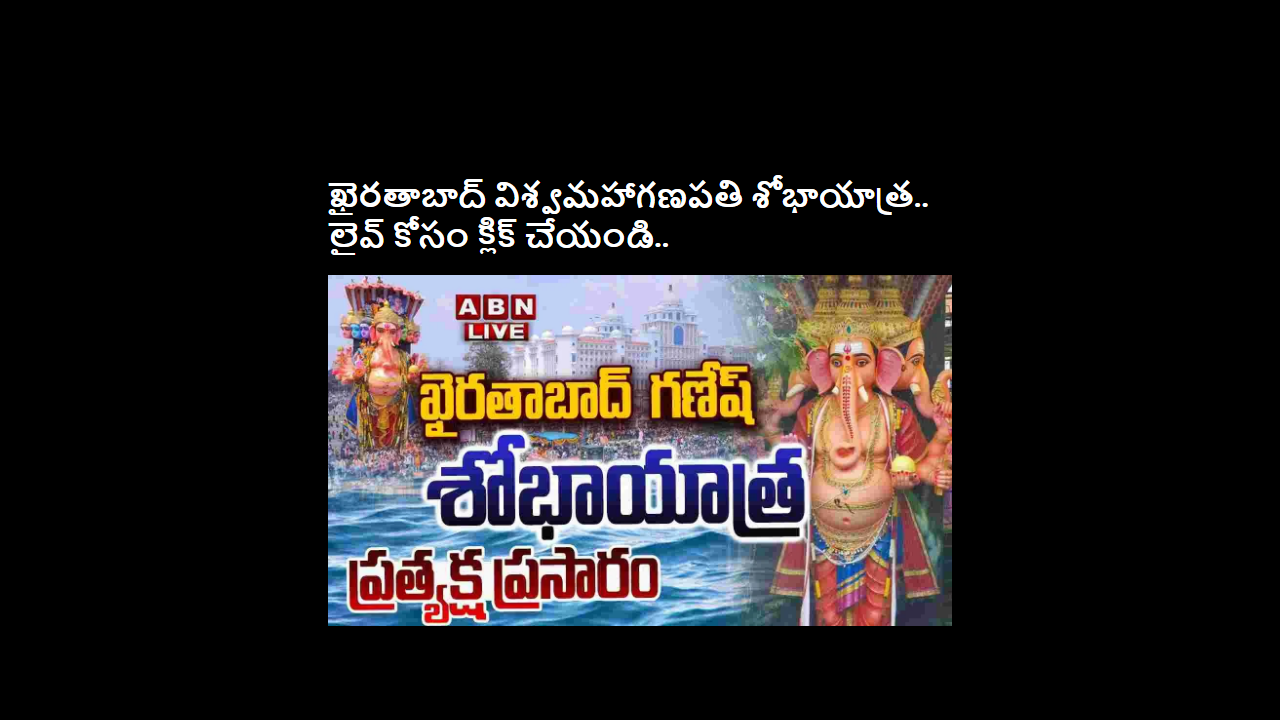 ఖైరతాబాద్ విశ్వమహాగణపతి శోభాయాత్ర..
లైవ్ కోసం క్లిక్ చేయండి..
ABN
LIVE
ఖైరతాబాద్ గణేష్
శోభాయాత్ర
ప్రత్యక్ష ప్రసారం